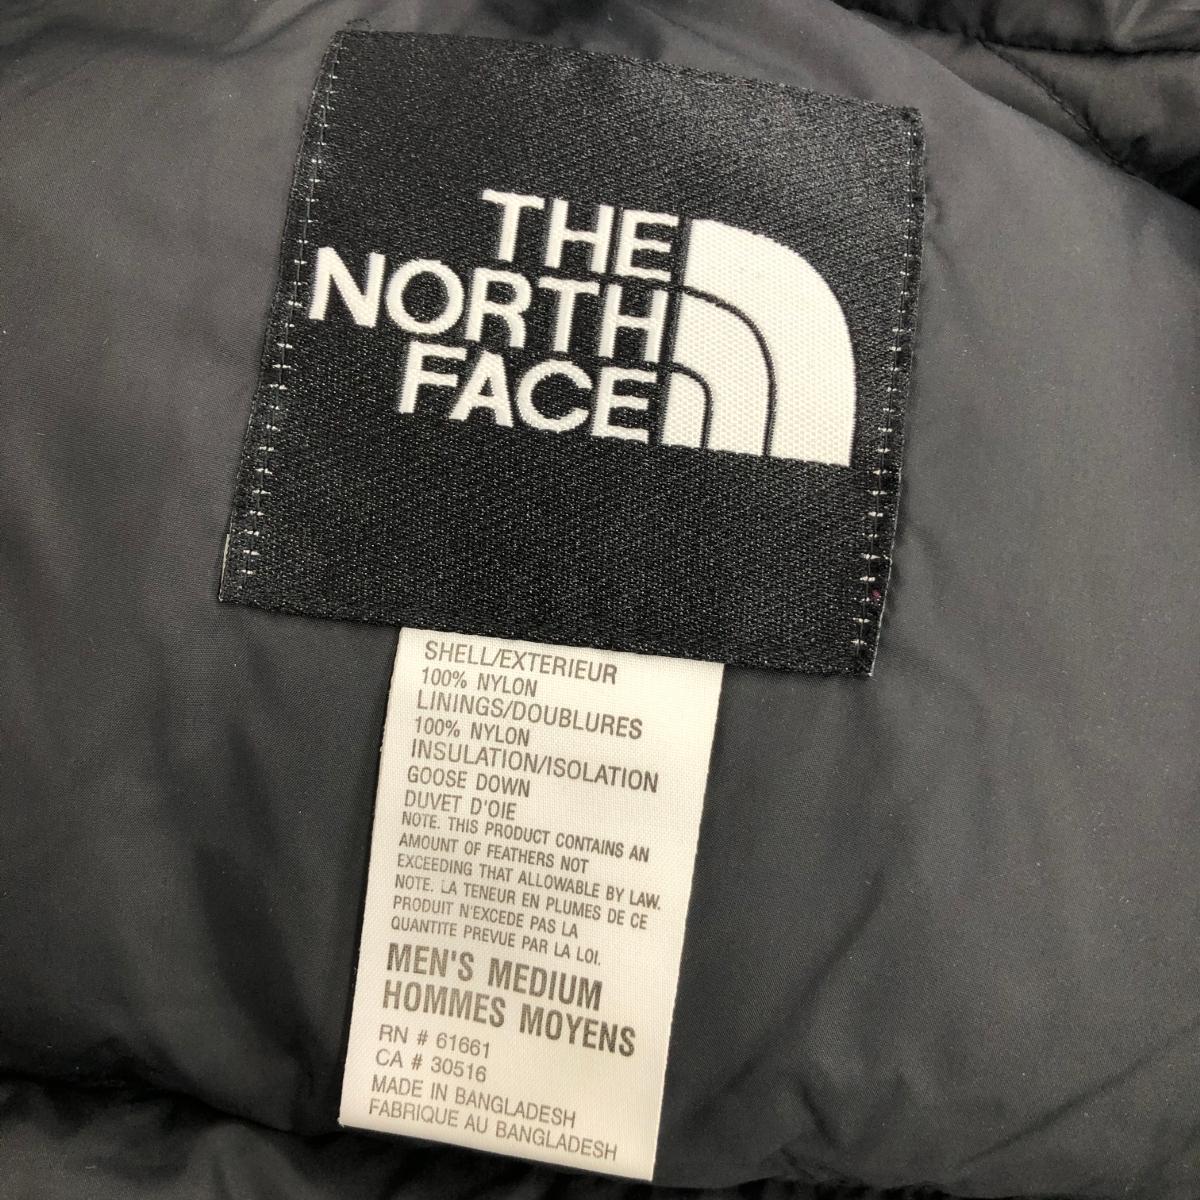 THE
NORTH
FACE
SHELL/EXTERIEUR
100% NYLON
LININGS/DOUBLURES
100% NYLON
INSULATION/ISOLATION
GOOSE DOWN
DUVET D'OIE
NOTE. THIS PRODUCT CONTAINS AN
AMOUNT OF FEATHERS NOT
EXCEEDING THAT ALLOWABLE BY LAW.
NOTE. LA TENEUR EN PLUMES DE CE
PRODUIT N'EXCEDE PAS LA
QUANTITE PREVUE PAR LA LOI.
MEN'S MEDIUM
HOMMES MOYENS
RN # 61661
CA # 30516
MADE IN BANGLADESH
FABRIQUE AU BANGLADESH